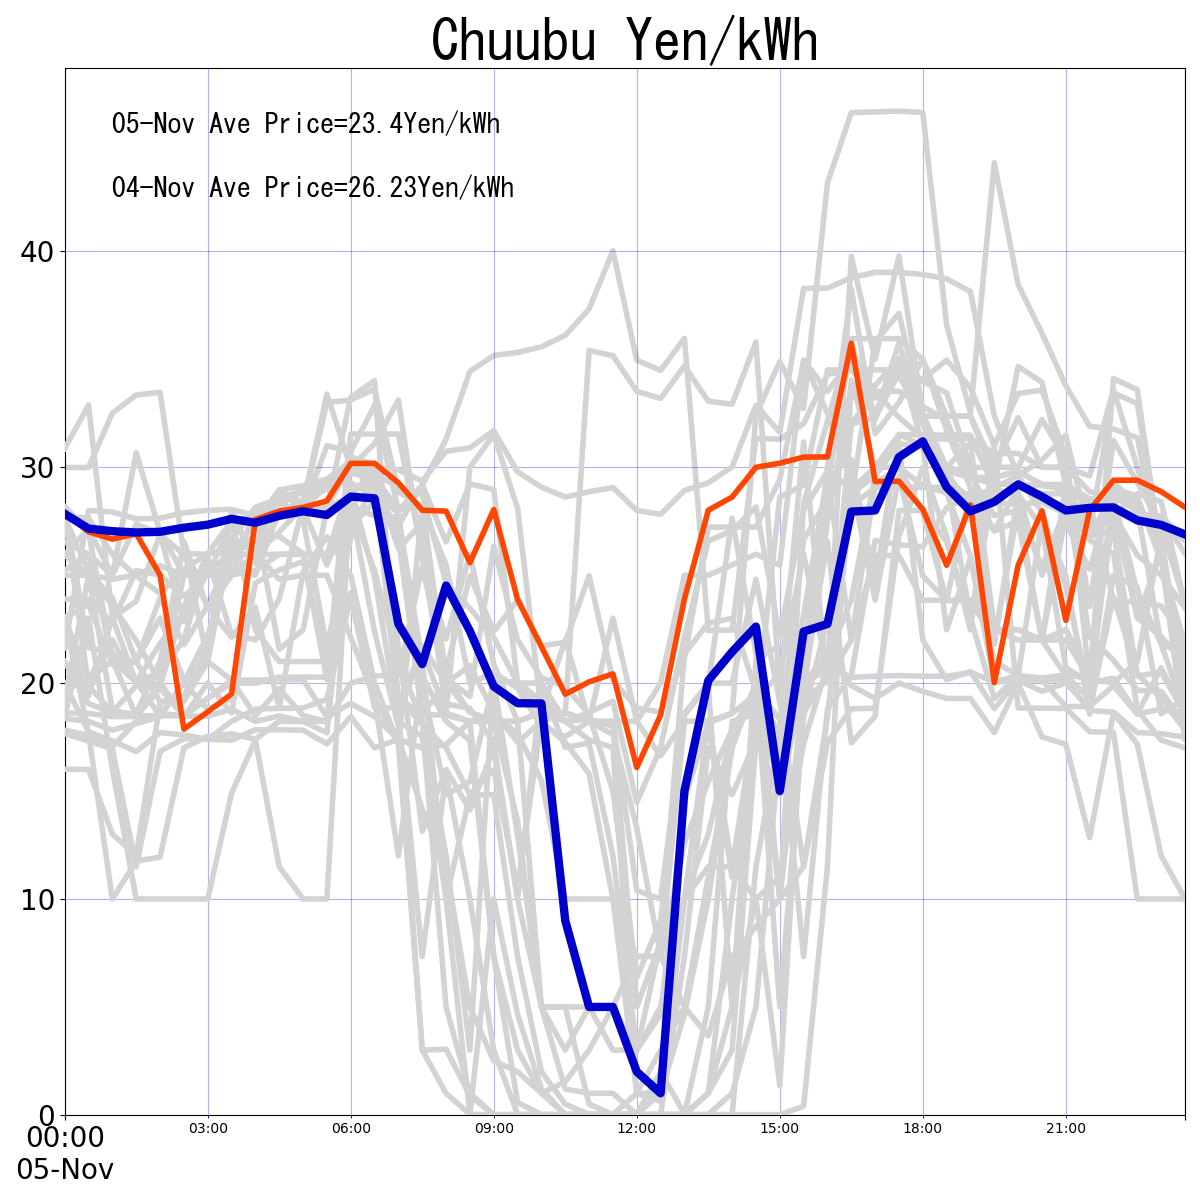 Chuubu Yen/kWh
05-Nov Ave Price=23.4Yen/kWh
04-Nov Ave Price=26.23Yen/kWh
40
30
20
10
0
00:00 03:00 06:00 09:00 12:00 15:00 18:00 21:00
05-Nov